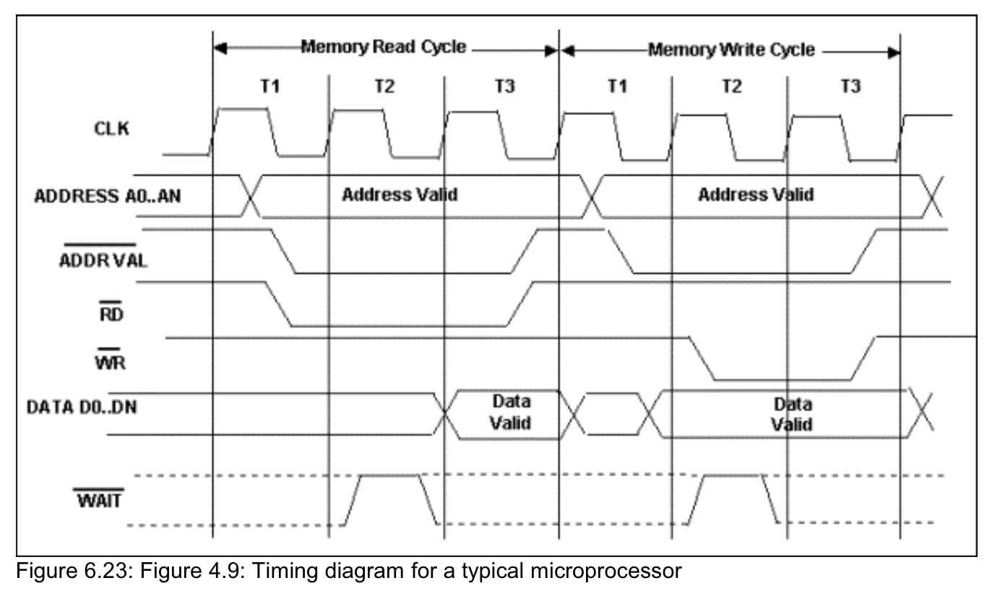 Memory Read Cycle Memory Write Cycle
T1 T2 T3 T1 T2 T3
CLK
ADDRESS A0..AN Address Valid Address Valid
ADDR VAL
RD
WR
DATA D0..DN Data Valid Data Valid
WAIT
Figure 6.23: Figure 4.9: Timing diagram for a typical microprocessor